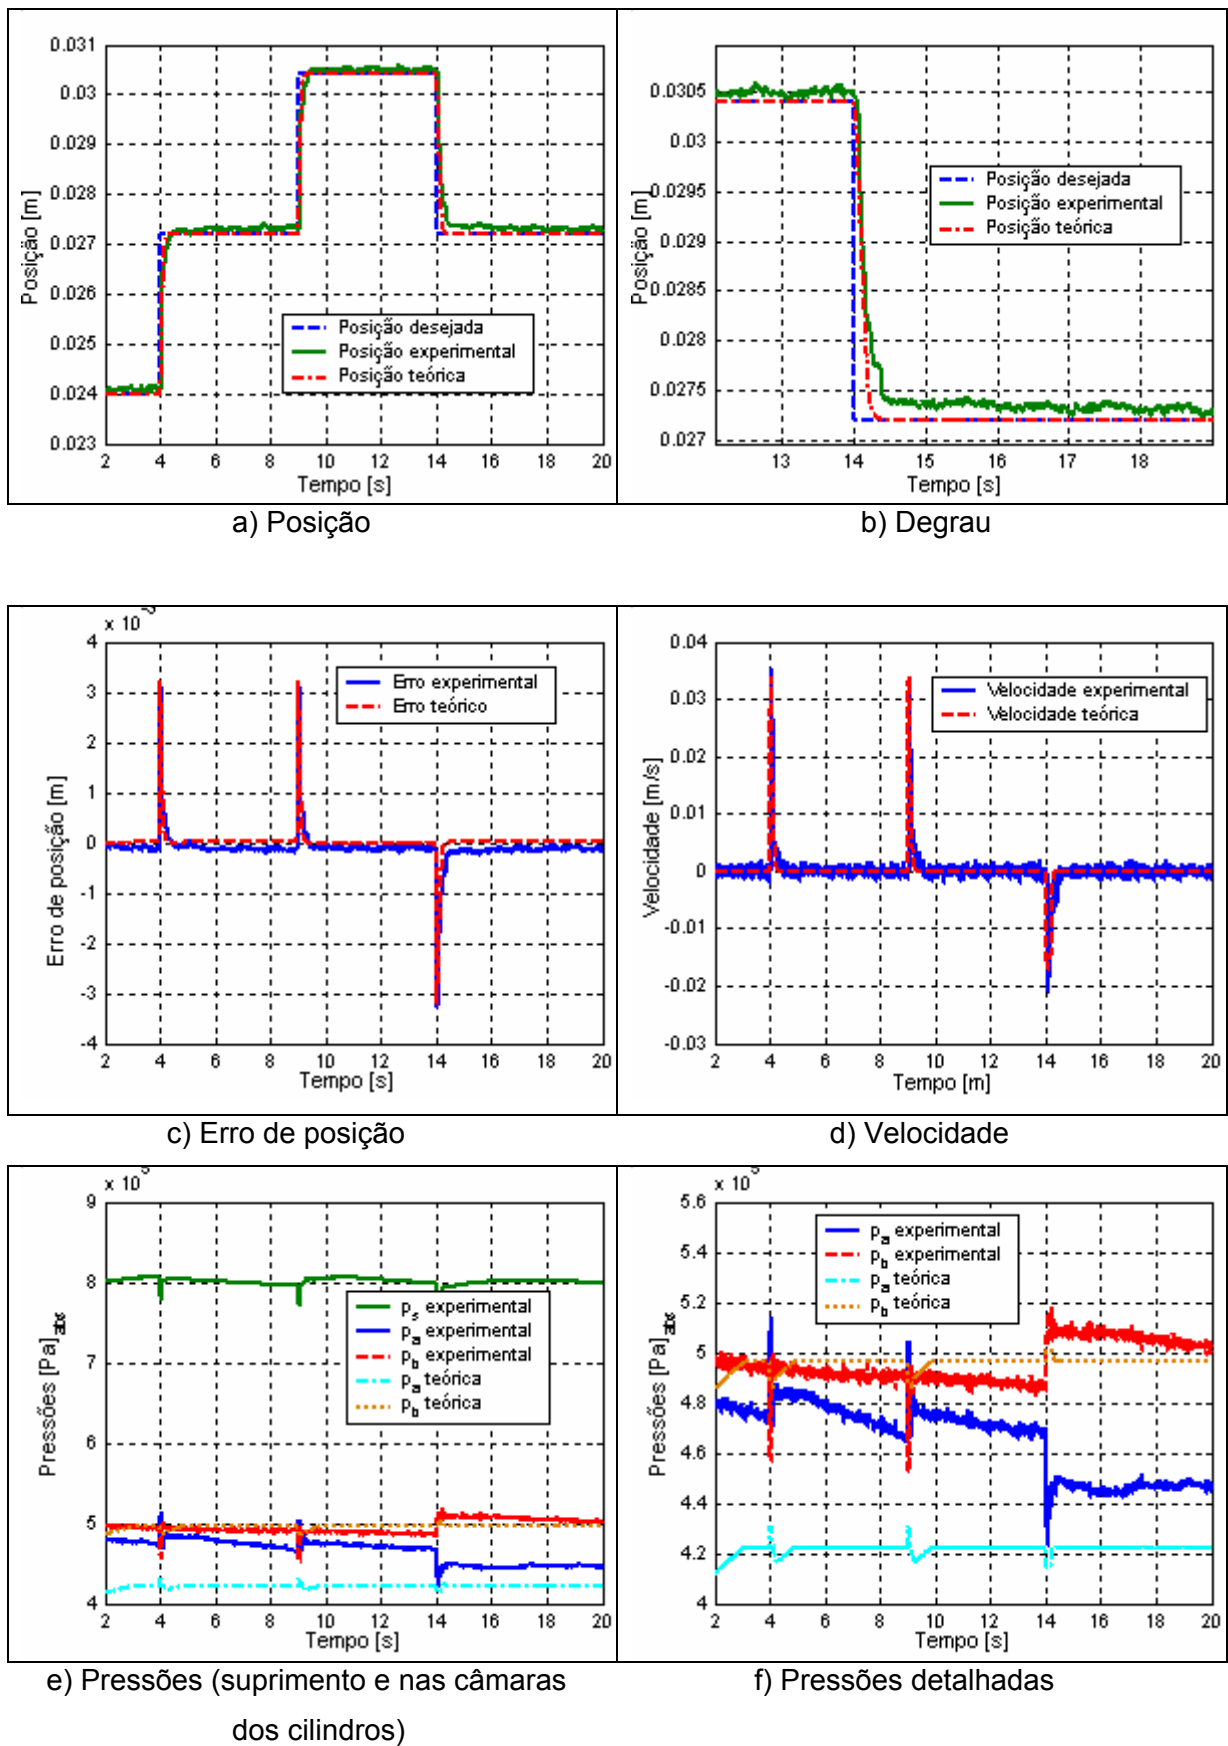 0.031
0.03
0.029
0.028
0.027
0.026
0.025
0.024
0.023
Posição [m]
Posição desejada
Posição experimental
Posição teórica
2 4 6 8 10 12 14 16 18 20
Tempo [s]
a) Posição
0.0305
0.03
0.0295
0.029
0.0285
0.028
0.0275
0.027
Posição [m]
Posição desejada
Posição experimental
Posição teórica
13 14 15 16 17 18
Tempo [s]
b) Degrau
4
3
2
1
0
-1
-2
-3
-4
Erro de posição [m]
Erro experimental
Erro teórico
2 4 6 8 10 12 14 16 18 20
Tempo [s]
c) Erro de posição
0.04
0.03
0.02
0.01
0
-0.01
-0.02
-0.03
Velocidade [m/s]
Velocidade experimental
Velocidade teórica
2 4 6 8 10 12 14 16 18 20
Tempo [m]
d) Velocidade
9
8
7
6
5
4
Pressões [Pa]abs
ps experimental
pa experimental
pb experimental
pa teórica
pb teórica
2 4 6 8 10 12 14 16 18 20
Tempo [s]
e) Pressões (suprimento e nas câmaras
dos cilindros)
5.6
5.4
5.2
5
4.8
4.6
4.4
4.2
4
Pressões [Pa]abs
pa experimental
pb experimental
pa teórica
pb teórica
2 4 6 8 10 12 14 16 18 20
Tempo [s]
f) Pressões detalhadas